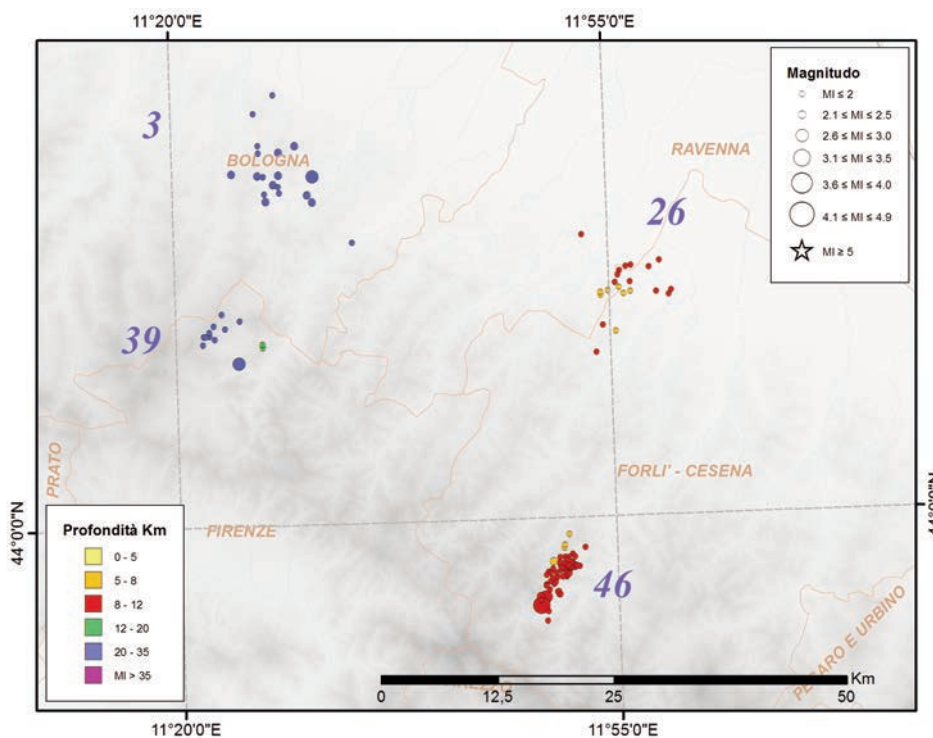 11°20'0"E
11°55'0"E
Magnitudo
Ml ≤ 2
2.1 ≤ Ml ≤ 2.5
2.6 ≤ Ml ≤ 3.0
3.1 ≤ Ml ≤ 3.5
3.6 ≤ Ml ≤ 4.0
4.1 ≤ Ml ≤ 4.9
Ml ≥ 5
3
BOLOGNA
RAVENNA
26
39
PRATO
FORLI' - CESENA
44°0'0"N
44°0'0"N
FIRENZE
46
PESARO E URBINO
Profondità Km
0 - 5
5 - 8
8 - 12
12 - 20
20 - 35
Ml > 35
Km
0
12,5
25
50
11°20'0"E
11°55'0"E